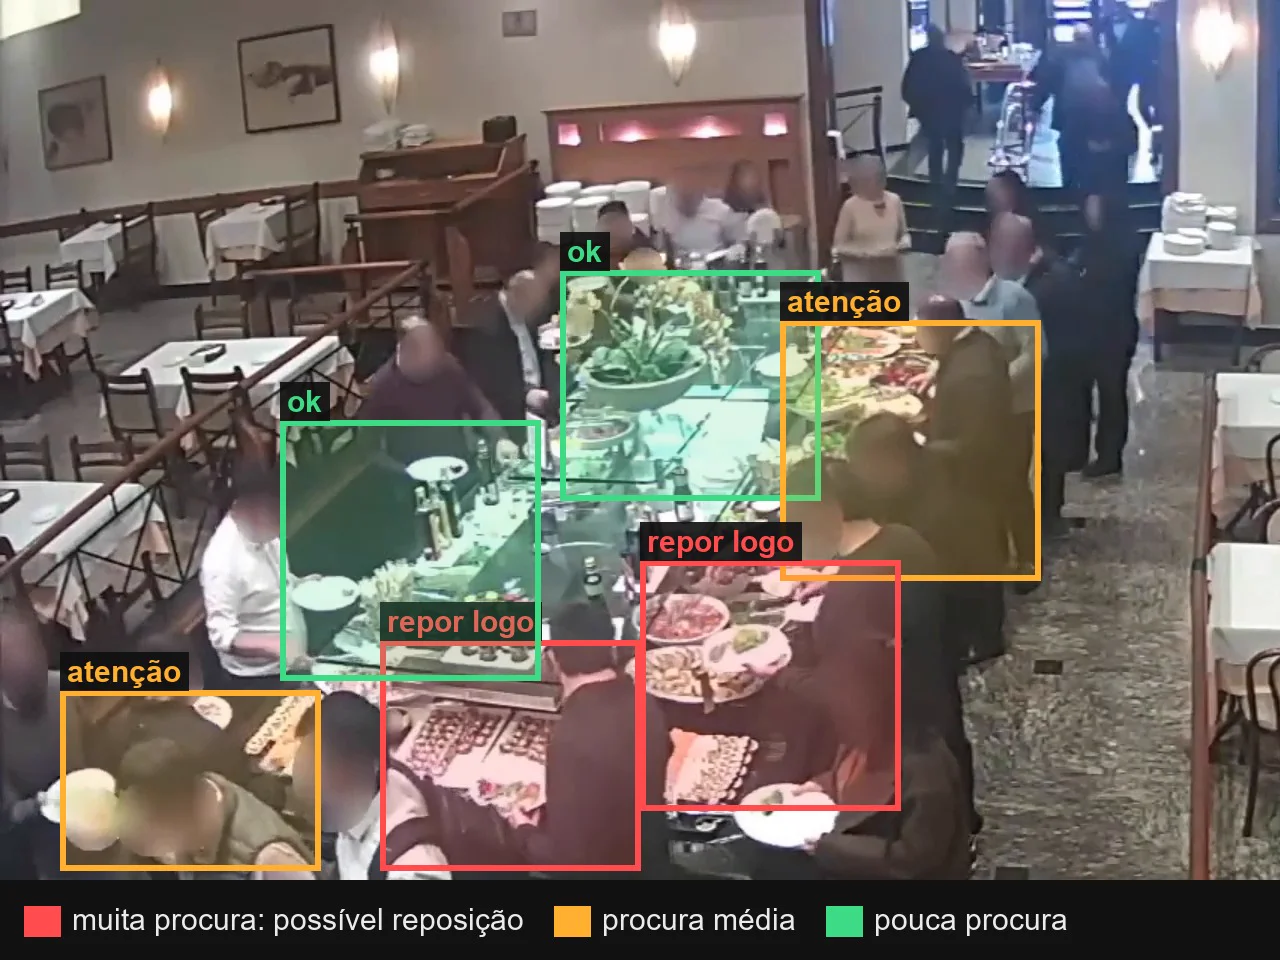 ok
atenção
ok
repor logo
repor logo
atenção
muita procura: possível reposição
procura média
pouca procura